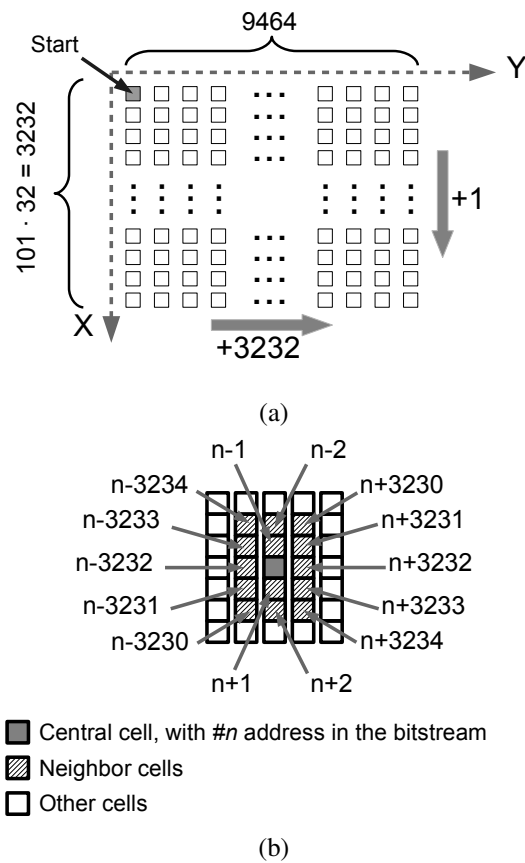 9464
Start
Y
101 · 32 = 3232
+1
X
+3232
(a)
n-1
n-2
n-3234
n+3230
n-3233
n+3231
n-3232
n+3232
n-3231
n+3233
n-3230
n+3234
n+1
n+2
Central cell, with #n address in the bitstream
Neighbor cells
Other cells
(b)